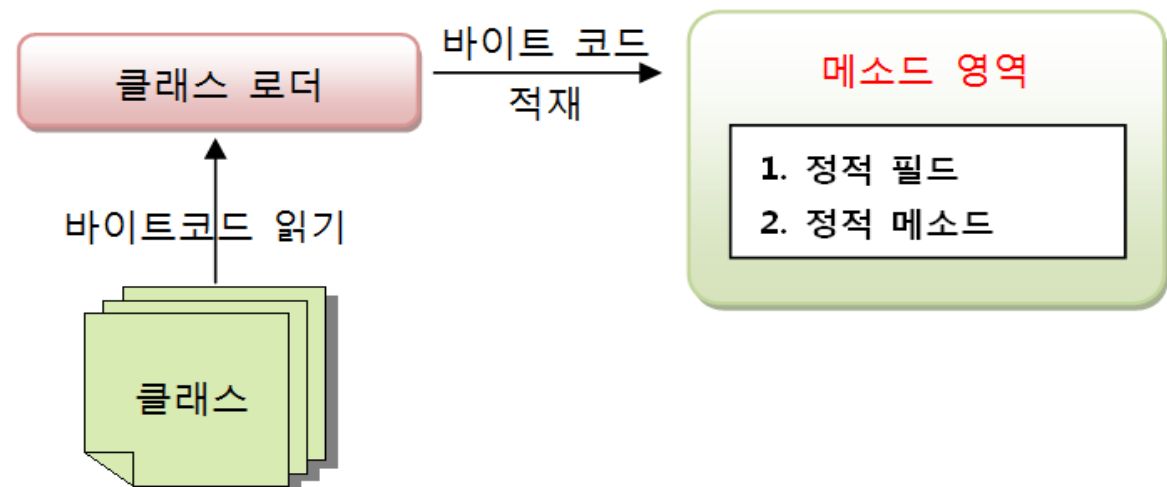 클래스 로더
바이트 코드
적재
메소드 영역
1. 정적 필드
2. 정적 메소드
바이트코드 읽기
클래스